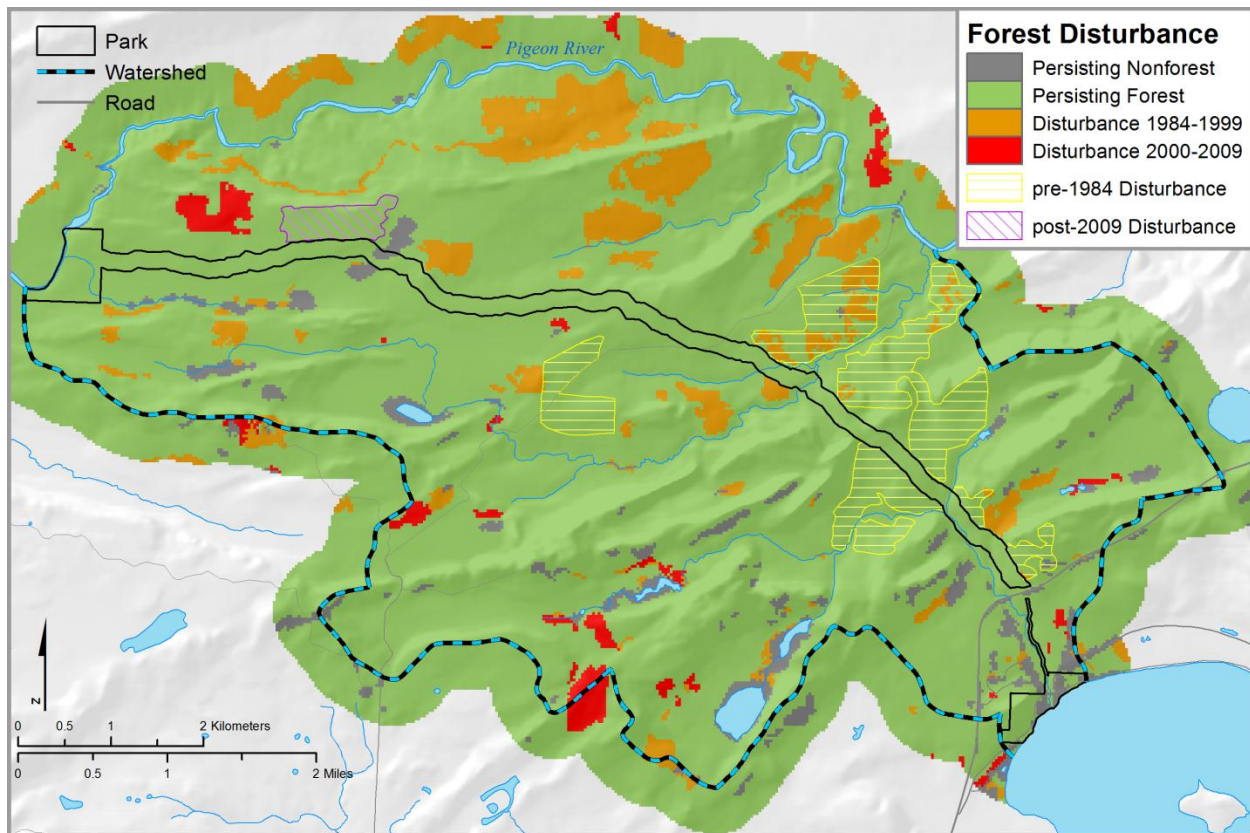 Park
Watershed
Road
Pigeon River
Forest Disturbance
Persisting Nonforest
Persisting Forest
Disturbance 1984-1999
Disturbance 2000-2009
pre-1984 Disturbance
post-2009 Disturbance
N
0 0.5 1 2 Kilometers
0 0.5 1 2 Miles